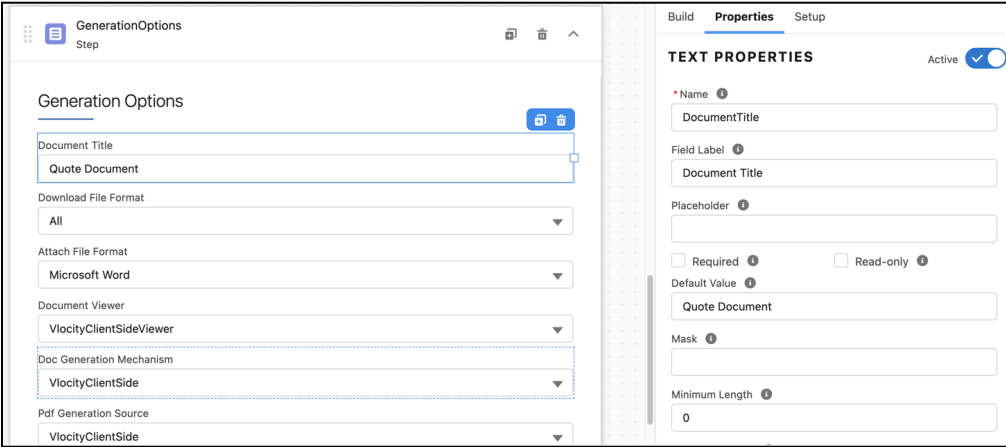 GenerationOptions
Step
Generation Options
Document Title
Quote Document
Download File Format
All
Attach File Format
Microsoft Word
Document Viewer
VlocityClientSideViewer
Doc Generation Mechanism
VlocityClientSide
Pdf Generation Source
VlocityClientSide
Build Properties Setup
TEXT PROPERTIES Active
* Name
DocumentTitle
Field Label
Document Title
Placeholder
Required Read-only
Default Value
Quote Document
Mask
Minimum Length
0